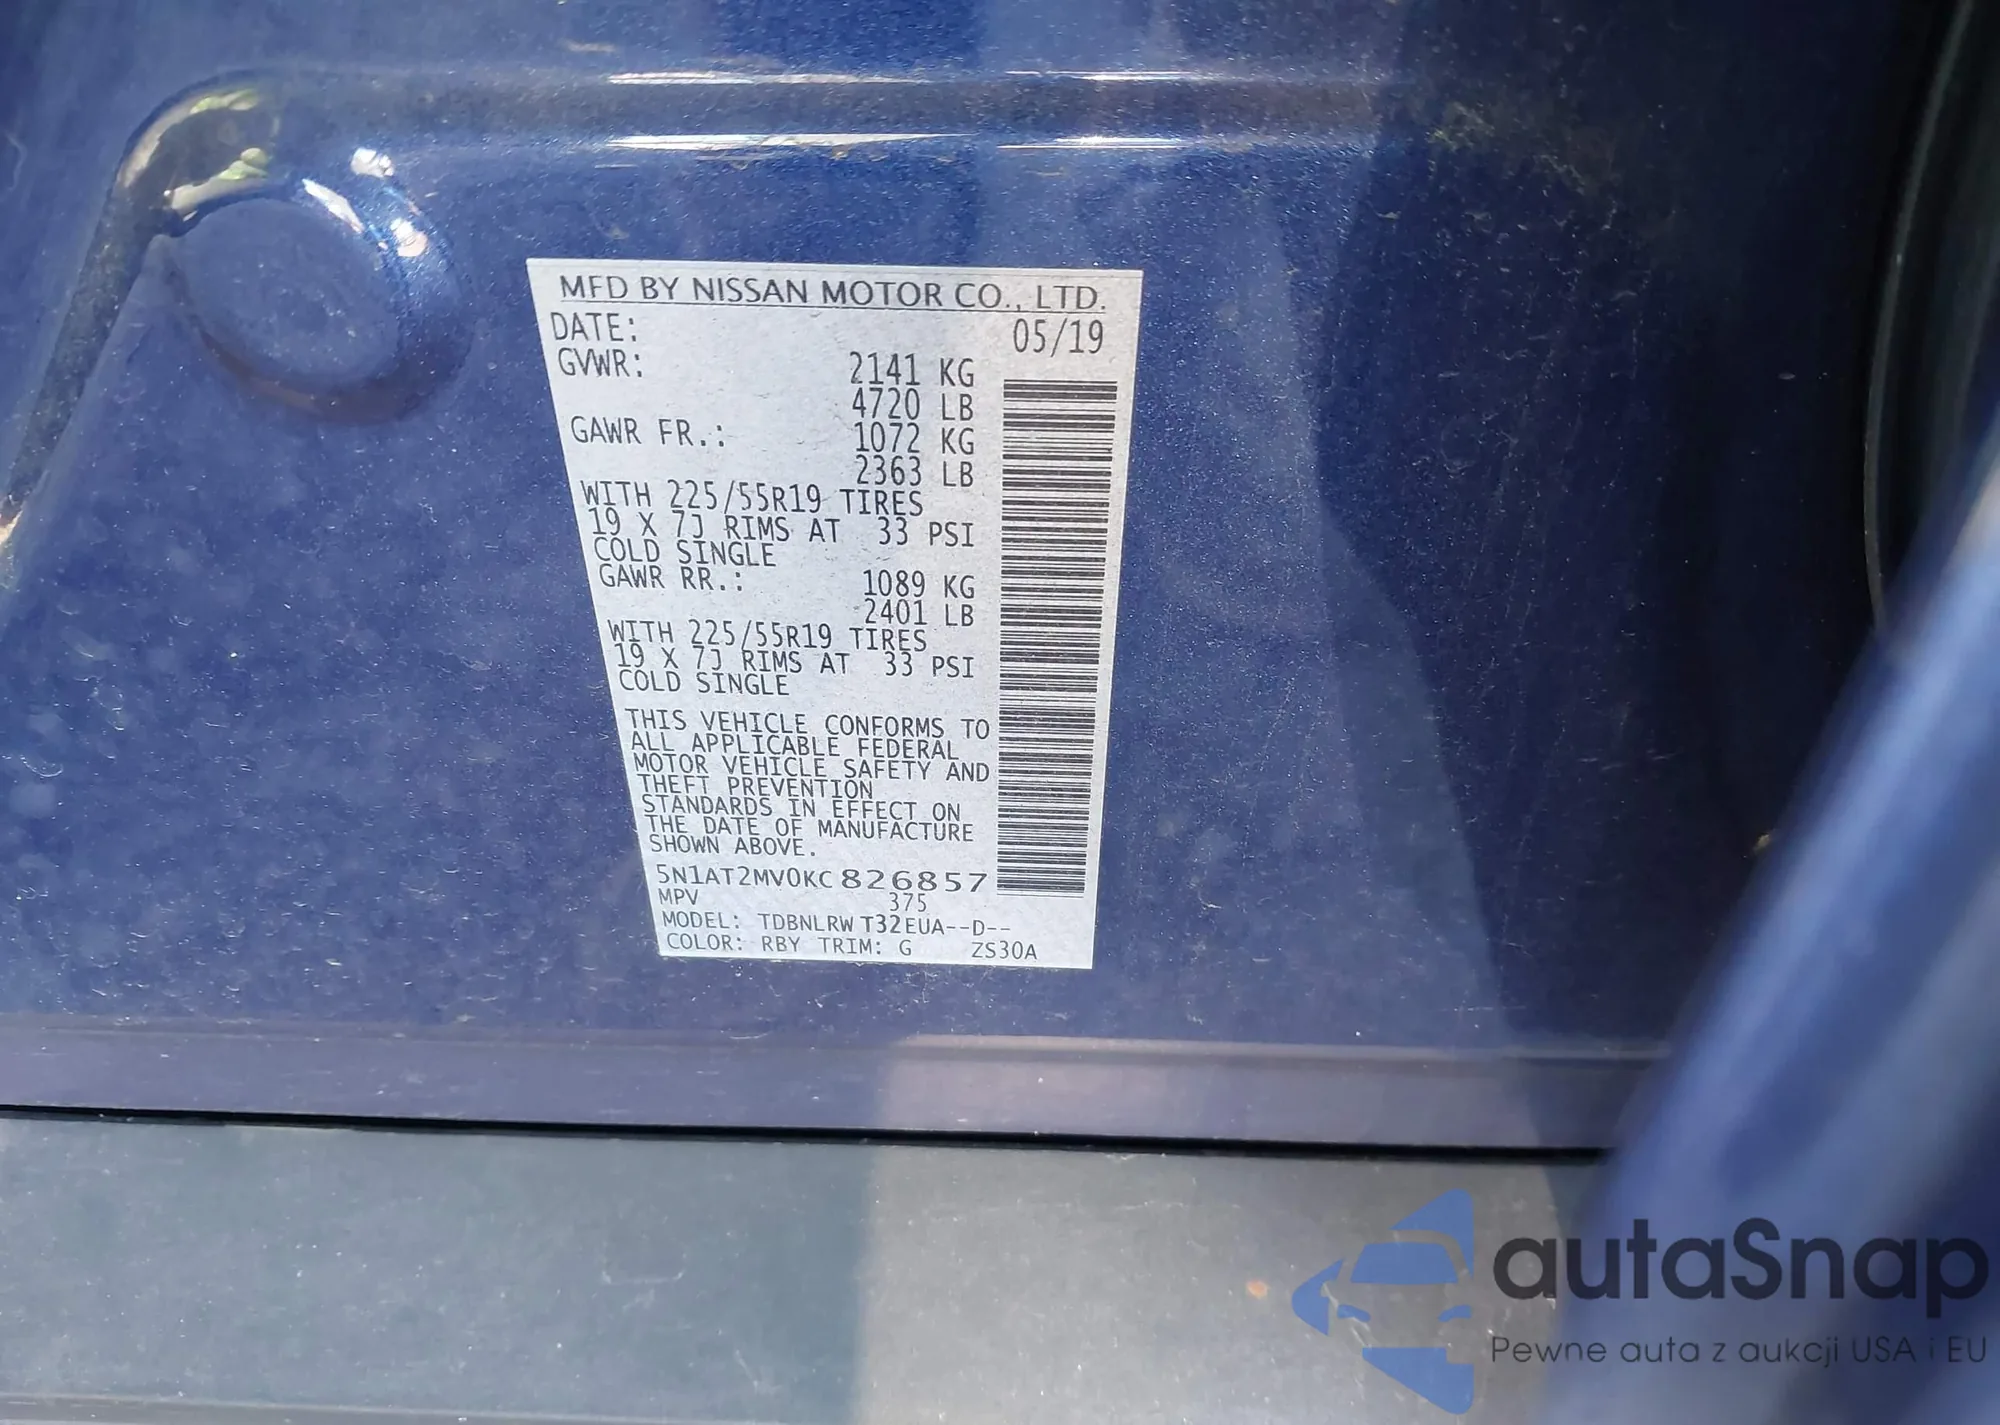 MFD BY NISSAN MOTOR CO., LTD.
DATE: 05/19
GVWR: 2141 KG
4720 LB
GAWR FR.: 1072 KG
2363 LB
WITH 225/55R19 TIRES
19 X 7J RIMS AT 33 PSI
COLD SINGLE
GAWR RR.: 1089 KG
2401 LB
WITH 225/55R19 TIRES
19 X 7J RIMS AT 33 PSI
COLD SINGLE
THIS VEHICLE CONFORMS TO
ALL APPLICABLE FEDERAL
MOTOR VEHICLE SAFETY AND
THEFT PREVENTION
STANDARDS IN EFFECT ON
THE DATE OF MANUFACTURE
SHOWN ABOVE.
5N1AT2MV0KC826857
MPV 375
MODEL: TDBNLRW T32EUA--D--
COLOR: RBY TRIM: G ZS30A
autaSnap
Pewne auta z aukcji USA i EU